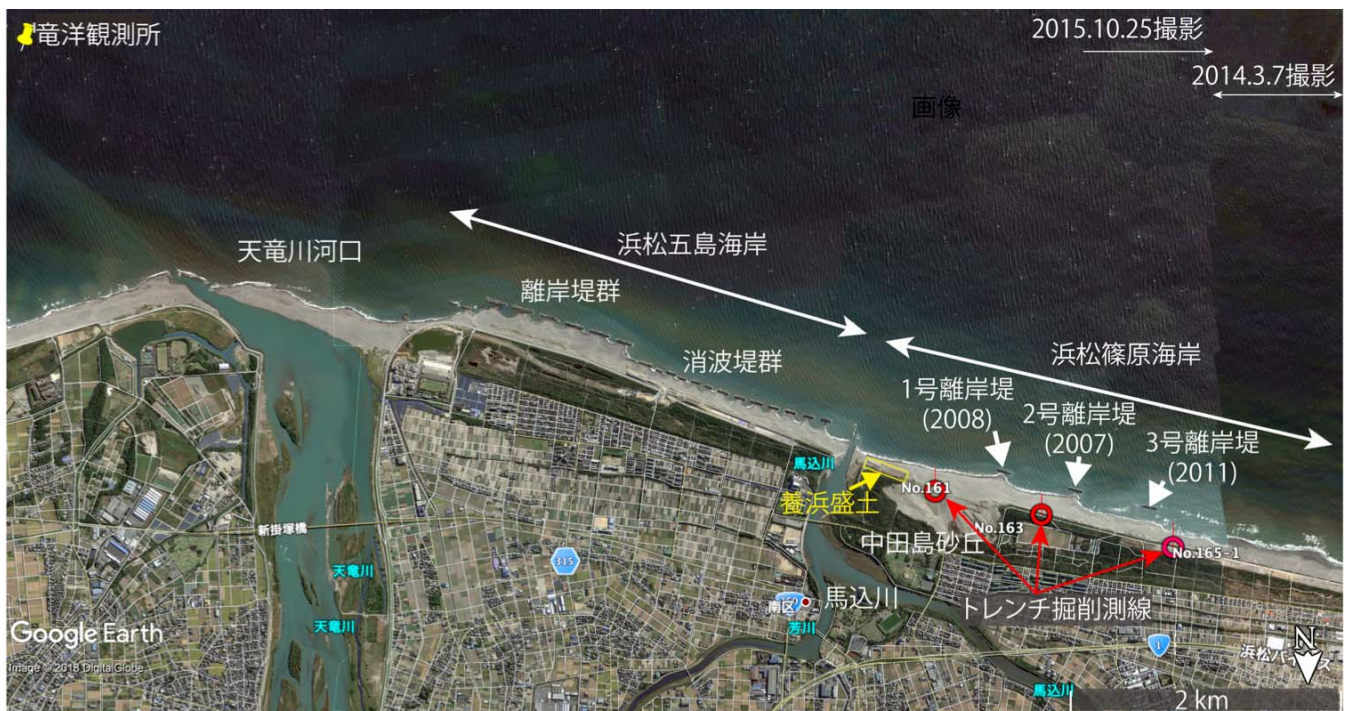 竜洋観測所
2015.10.25撮影
2014.3.7撮影
画像
天竜川河口
浜松五島海岸
離岸堤群
消波堤群
浜松篠原海岸
1号離岸堤
(2008)
2号離岸堤
(2007)
3号離岸堤
(2011)
馬込川
養浜盛土
No.161
No.163
No.165-1
中田島砂丘
新掛塚橋
315
天竜川
天竜川
南区
馬込川
芳川
トレンチ掘削測線
Google Earth
Image © 2018 DigitalGlobe
1
浜松バイパス
N
馬込川
2 km